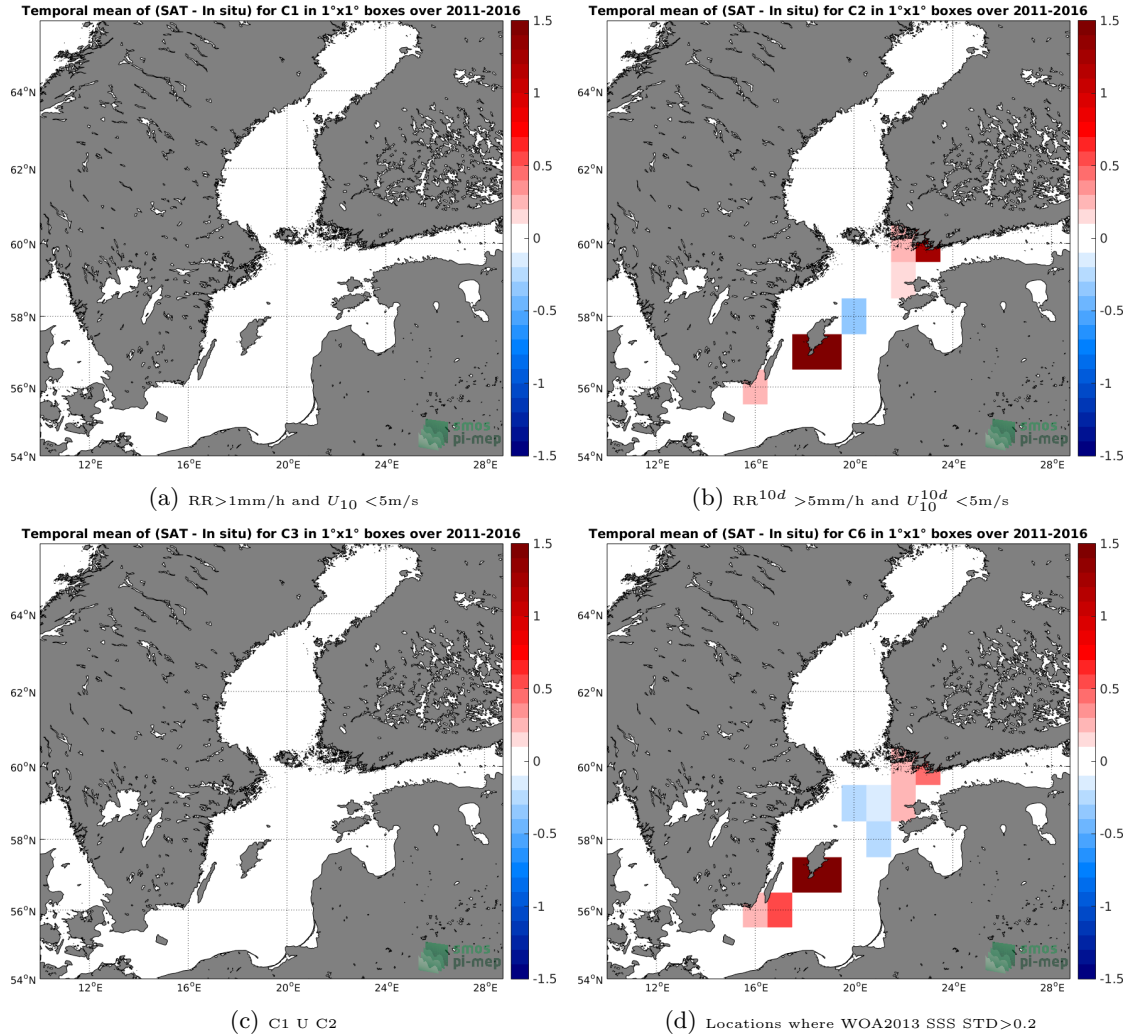 Temporal mean of (SAT - In situ) for C1 in 1°x1° boxes over 2011-2016
1.5
1
0.5
0
-0.5
-1
-1.5
64°N
62°N
60°N
58°N
56°N
54°N
12°E
16°E
20°E
24°E
28°E
smos
pi-mep
(a) RR>1mm/h and U10 <5m/s
Temporal mean of (SAT - In situ) for C2 in 1°x1° boxes over 2011-2016
1.5
1
0.5
0
-0.5
-1
-1.5
64°N
62°N
60°N
58°N
56°N
54°N
12°E
16°E
20°E
24°E
28°E
smos
pi-mep
(b) RR^10d >5mm/h and U10^10d <5m/s
Temporal mean of (SAT - In situ) for C3 in 1°x1° boxes over 2011-2016
1.5
1
0.5
0
-0.5
-1
-1.5
64°N
62°N
60°N
58°N
56°N
54°N
12°E
16°E
20°E
24°E
28°E
smos
pi-mep
(c) C1 U C2
Temporal mean of (SAT - In situ) for C6 in 1°x1° boxes over 2011-2016
1.5
1
0.5
0
-0.5
-1
-1.5
64°N
62°N
60°N
58°N
56°N
54°N
12°E
16°E
20°E
24°E
28°E
smos
pi-mep
(d) Locations where WOA2013 SSS STD>0.2